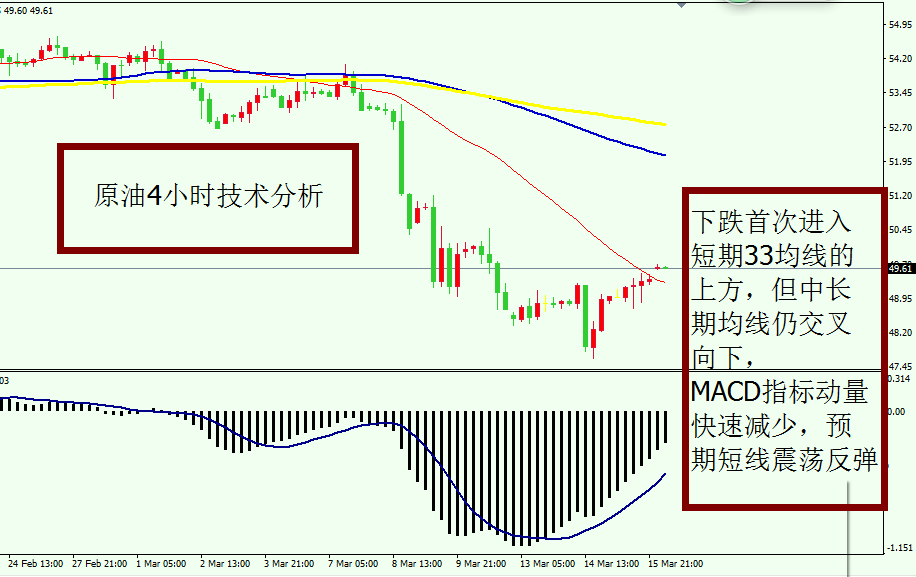 49.60 49.61
54.95
54.20
53.45
52.70
51.95
51.20
50.45
49.61
48.95
48.20
47.45
原油4小时技术分析
下跌首次进入
短期33均线的
上方，但中长
期均线仍交叉
向下，
MACD指标动量
快速减少，预
期短线震荡反弹
03
0.314
0.00
-1.151
24 Feb 13:00 27 Feb 21:00 1 Mar 05:00 2 Mar 13:00 3 Mar 21:00 7 Mar 05:00 8 Mar 13:00 9 Mar 21:00 13 Mar 05:00 14 Mar 13:00 15 Mar 21:00